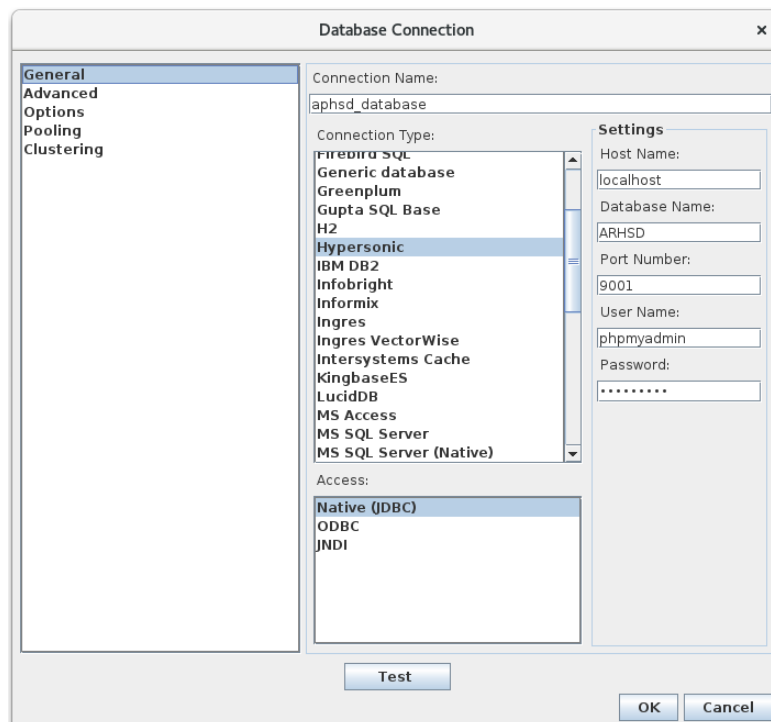 Database Connection
×
General
Advanced
Options
Pooling
Clustering
Connection Name:
aphsd_database
Connection Type:
Firebird SQL
Generic database
Greenplum
Gupta SQL Base
H2
Hypersonic
IBM DB2
Infobright
Informix
Ingres
Ingres VectorWise
Intersystems Cache
KingbaseES
LucidDB
MS Access
MS SQL Server
MS SQL Server (Native)
Access:
Native (JDBC)
ODBC
JNDI
Settings
Host Name:
localhost
Database Name:
ARHSD
Port Number:
9001
User Name:
phpmyadmin
Password:
•••••••••
Test
OK
Cancel